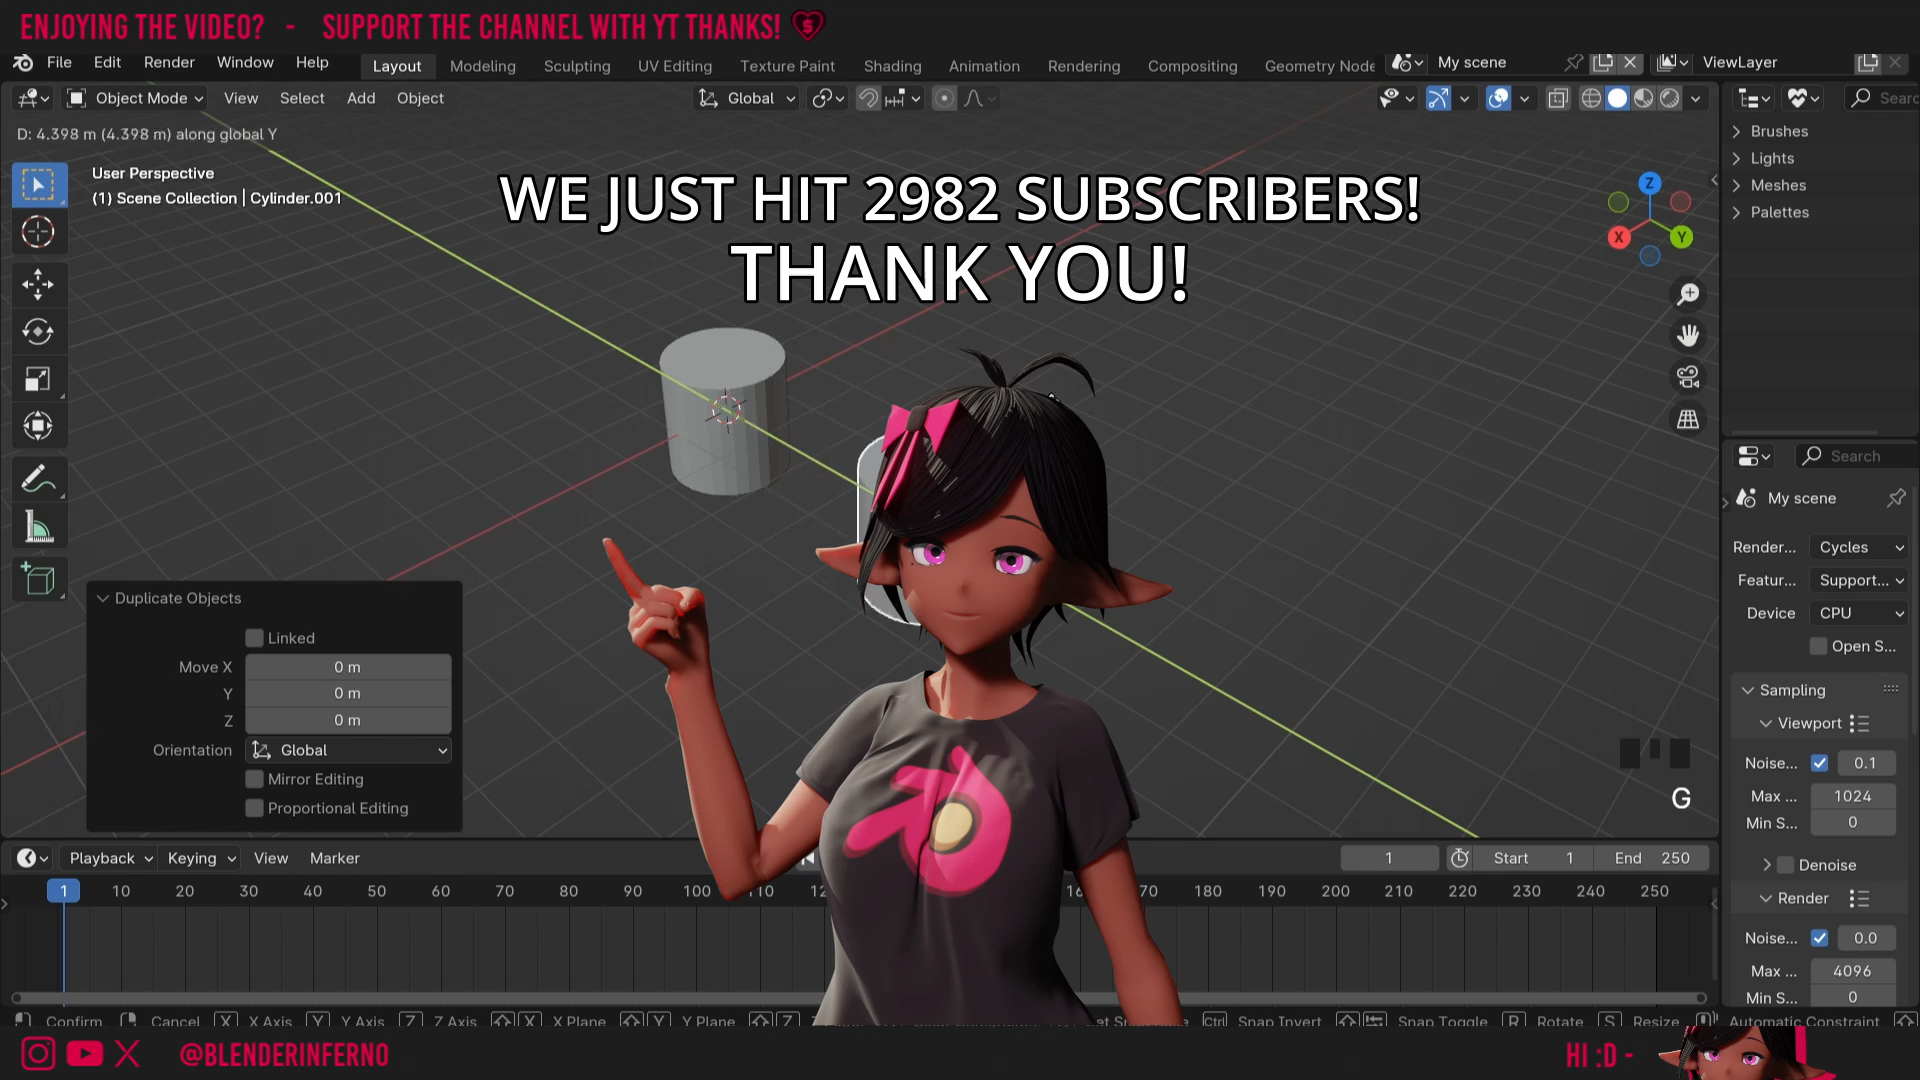 ENJOYING THE VIDEO? - SUPPORT THE CHANNEL WITH YT THANKS!
File Edit Render Window Help Layout Modeling Sculpting UV Editing Texture Paint Shading Animation Rendering Compositing Geometry Node My scene ViewLayer
Object Mode View Select Add Object Global Searc
D: 4.398 m (4.398 m) along global Y
User Perspective
(1) Scene Collection | Cylinder.001
WE JUST HIT 2982 SUBSCRIBERS!
THANK YOU!
Z
X Y
Brushes
Lights
Meshes
Palettes
Search
My scene
Render... Cycles
Featur... Support...
Device CPU
Open S...
Sampling
Viewport
Noise... 0.1
Max ... 1024
Min S... 0
Denoise
Render
Noise... 0.0
Max ... 4096
Min S... 0
Duplicate Objects
Linked
Move X 0 m
Y 0 m
Z 0 m
Orientation Global
Mirror Editing
Proportional Editing
G
Playback Keying View Marker 1 Start 1 End 250
1 10 20 30 40 50 60 70 80 90 100 110 170 180 190 200 210 220 230 240 250
Confirm Cancel X X Axis Y Y Axis Z Z Axis X X Plane Y Y Plane Z Ctrl Snap Invert Snap Toggle R Rotate S Resize Automatic Constraint
@BLENDERINFERNO
HI :D -